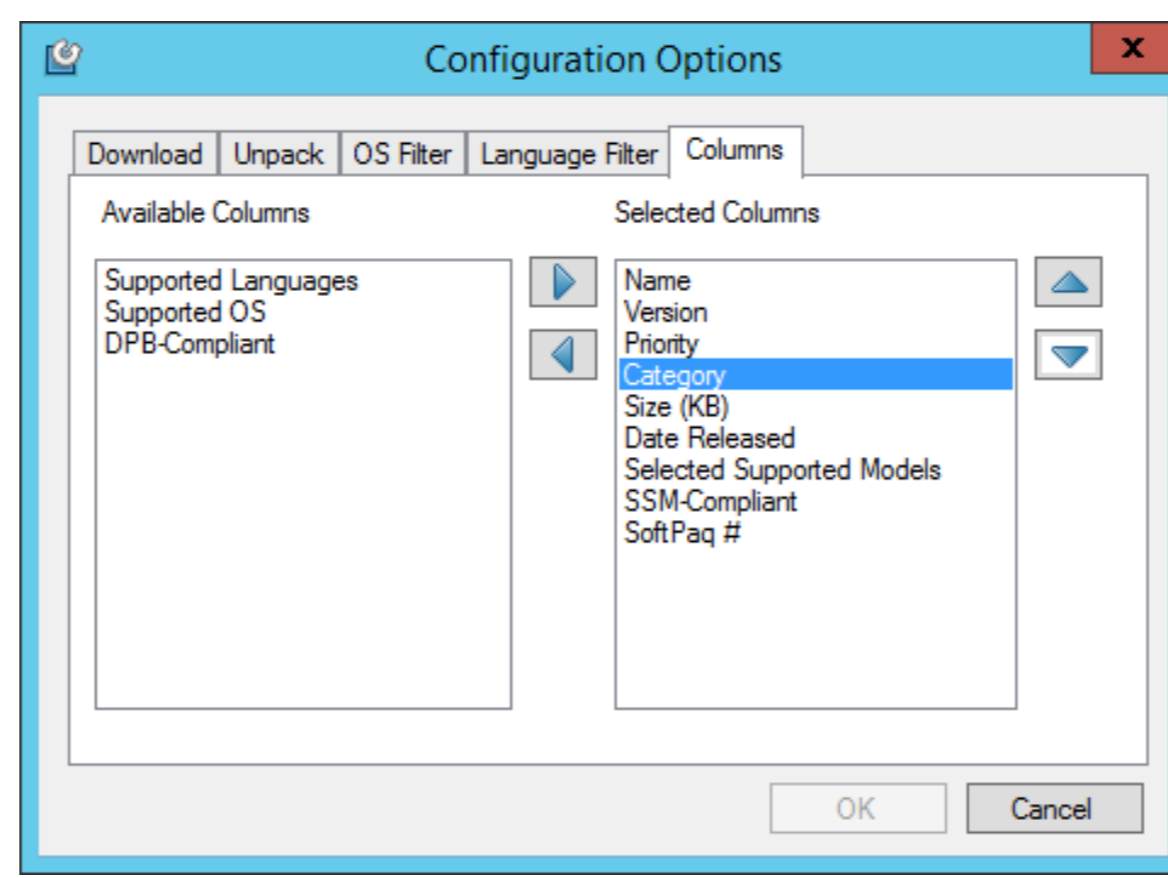 Configuration Options
x
Download
Unpack
OS Filter
Language Filter
Columns
Available Columns
Supported Languages
Supported OS
DPB-Compliant
Selected Columns
Name
Version
Priority
Category
Size (KB)
Date Released
Selected Supported Models
SSM-Compliant
SoftPaq #
OK
Cancel